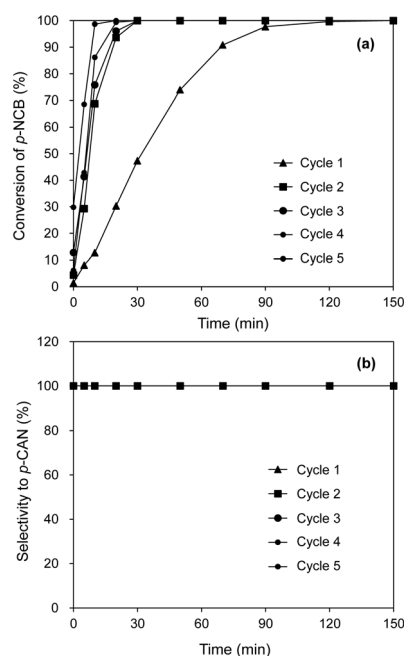 100
90
80
70
60
50
40
30
20
10
0
Conversion of p-NCB (%)
(a)
Cycle 1
Cycle 2
Cycle 3
Cycle 4
Cycle 5
0 30 60 90 120 150
Time (min)
120
100
80
60
40
20
0
Selectivity to p-CAN (%)
(b)
Cycle 1
Cycle 2
Cycle 3
Cycle 4
Cycle 5
0 30 60 90 120 150
Time (min)